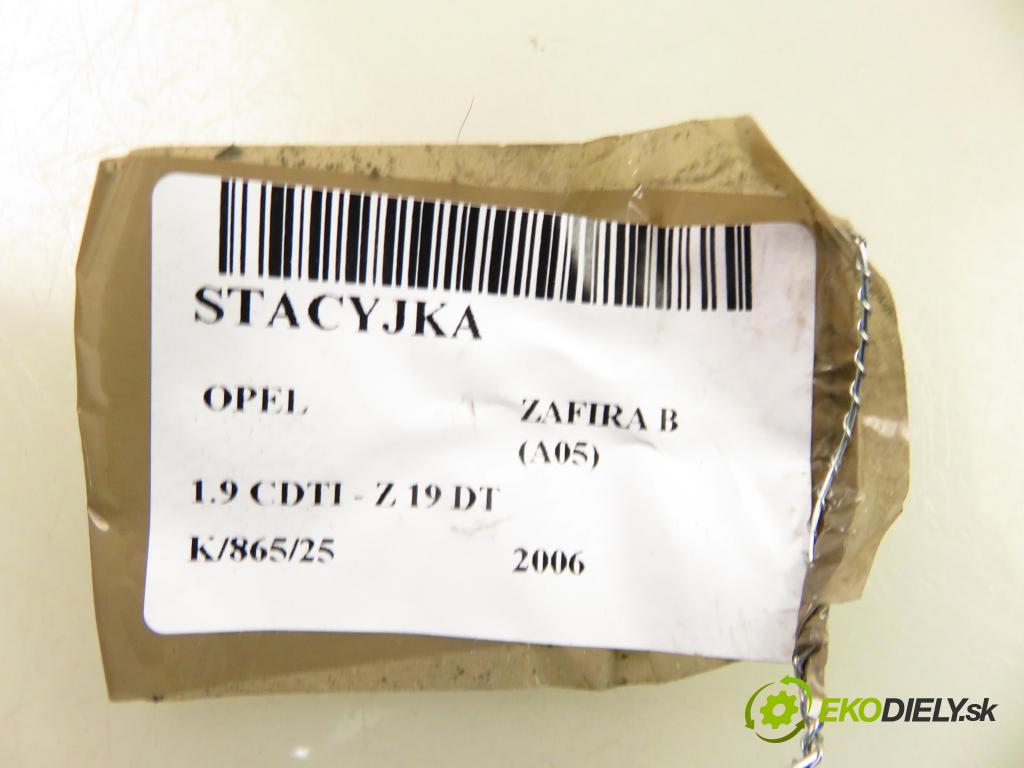 STACYJKA
OPEL ZAFIRA B
(A05)
1.9 CDTI - Z 19 DT
K/865/25 2006
EKODIELY.sk